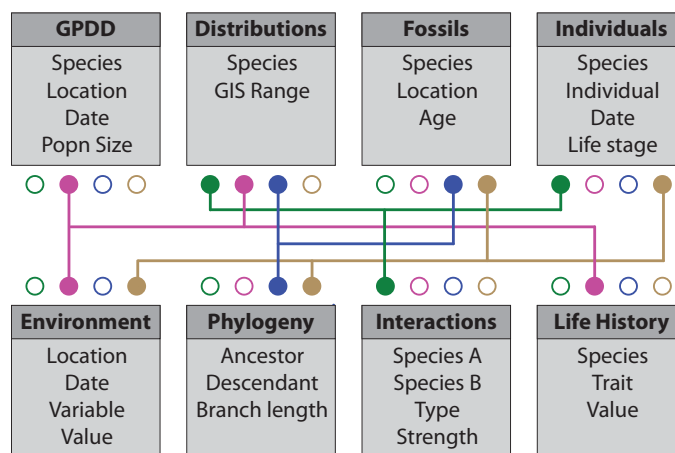 GPDD
Species
Location
Date
Popn Size
Distributions
Species
GIS Range
Fossils
Species
Location
Age
Individuals
Species
Individual
Date
Life stage
Environment
Location
Date
Variable
Value
Phylogeny
Ancestor
Descendant
Branch length
Interactions
Species A
Species B
Type
Strength
Life History
Species
Trait
Value